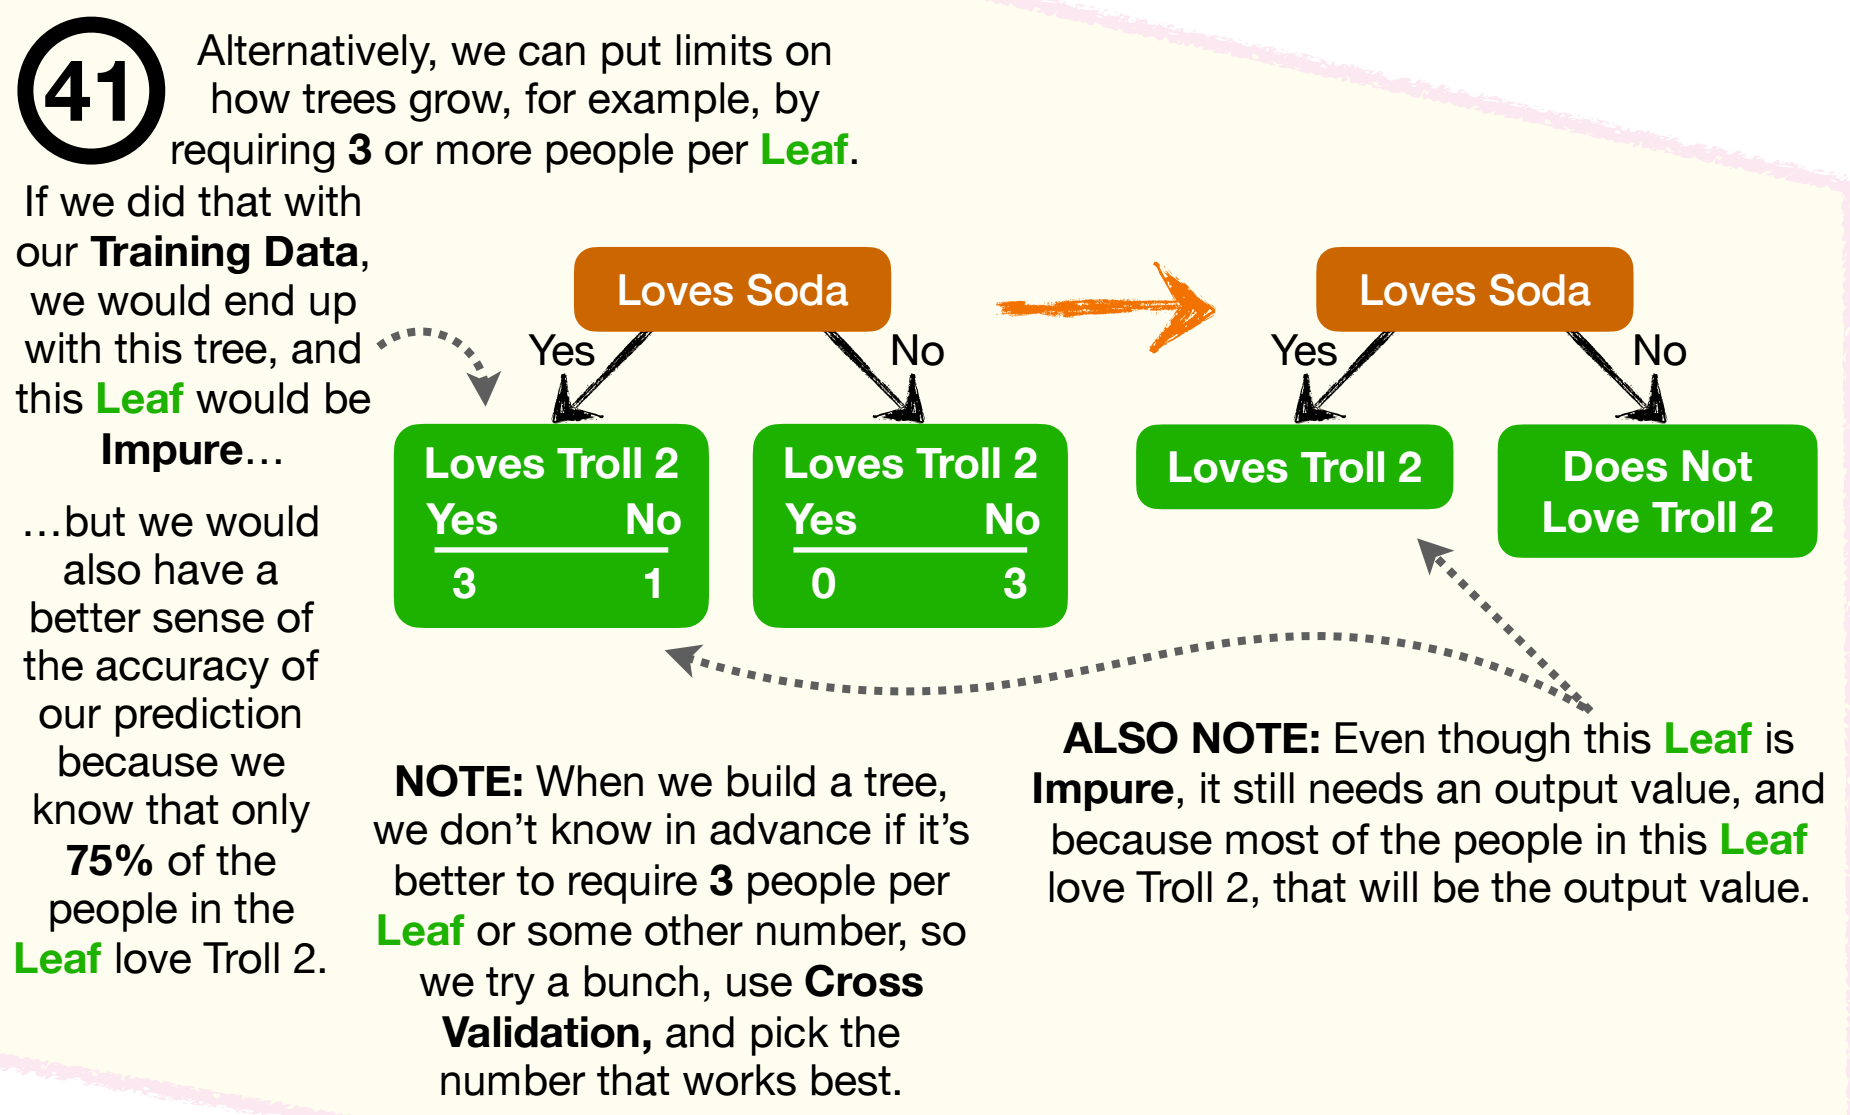 41
Alternatively, we can put limits on
how trees grow, for example, by
requiring 3 or more people per Leaf.
If we did that with
our Training Data,
we would end up
with this tree, and
this Leaf would be
Impure…
…but we would
also have a
better sense of
the accuracy of
our prediction
because we
know that only
75% of the
people in the
Leaf love Troll 2.
Loves Soda
Yes No
Loves Troll 2
Yes No
3 1
Loves Troll 2
Yes No
0 3
Loves Soda
Yes No
Loves Troll 2
Does Not
Love Troll 2
NOTE: When we build a tree,
we don’t know in advance if it’s
better to require 3 people per
Leaf or some other number, so
we try a bunch, use Cross
Validation, and pick the
number that works best.
ALSO NOTE: Even though this Leaf is
Impure, it still needs an output value, and
because most of the people in this Leaf
love Troll 2, that will be the output value.